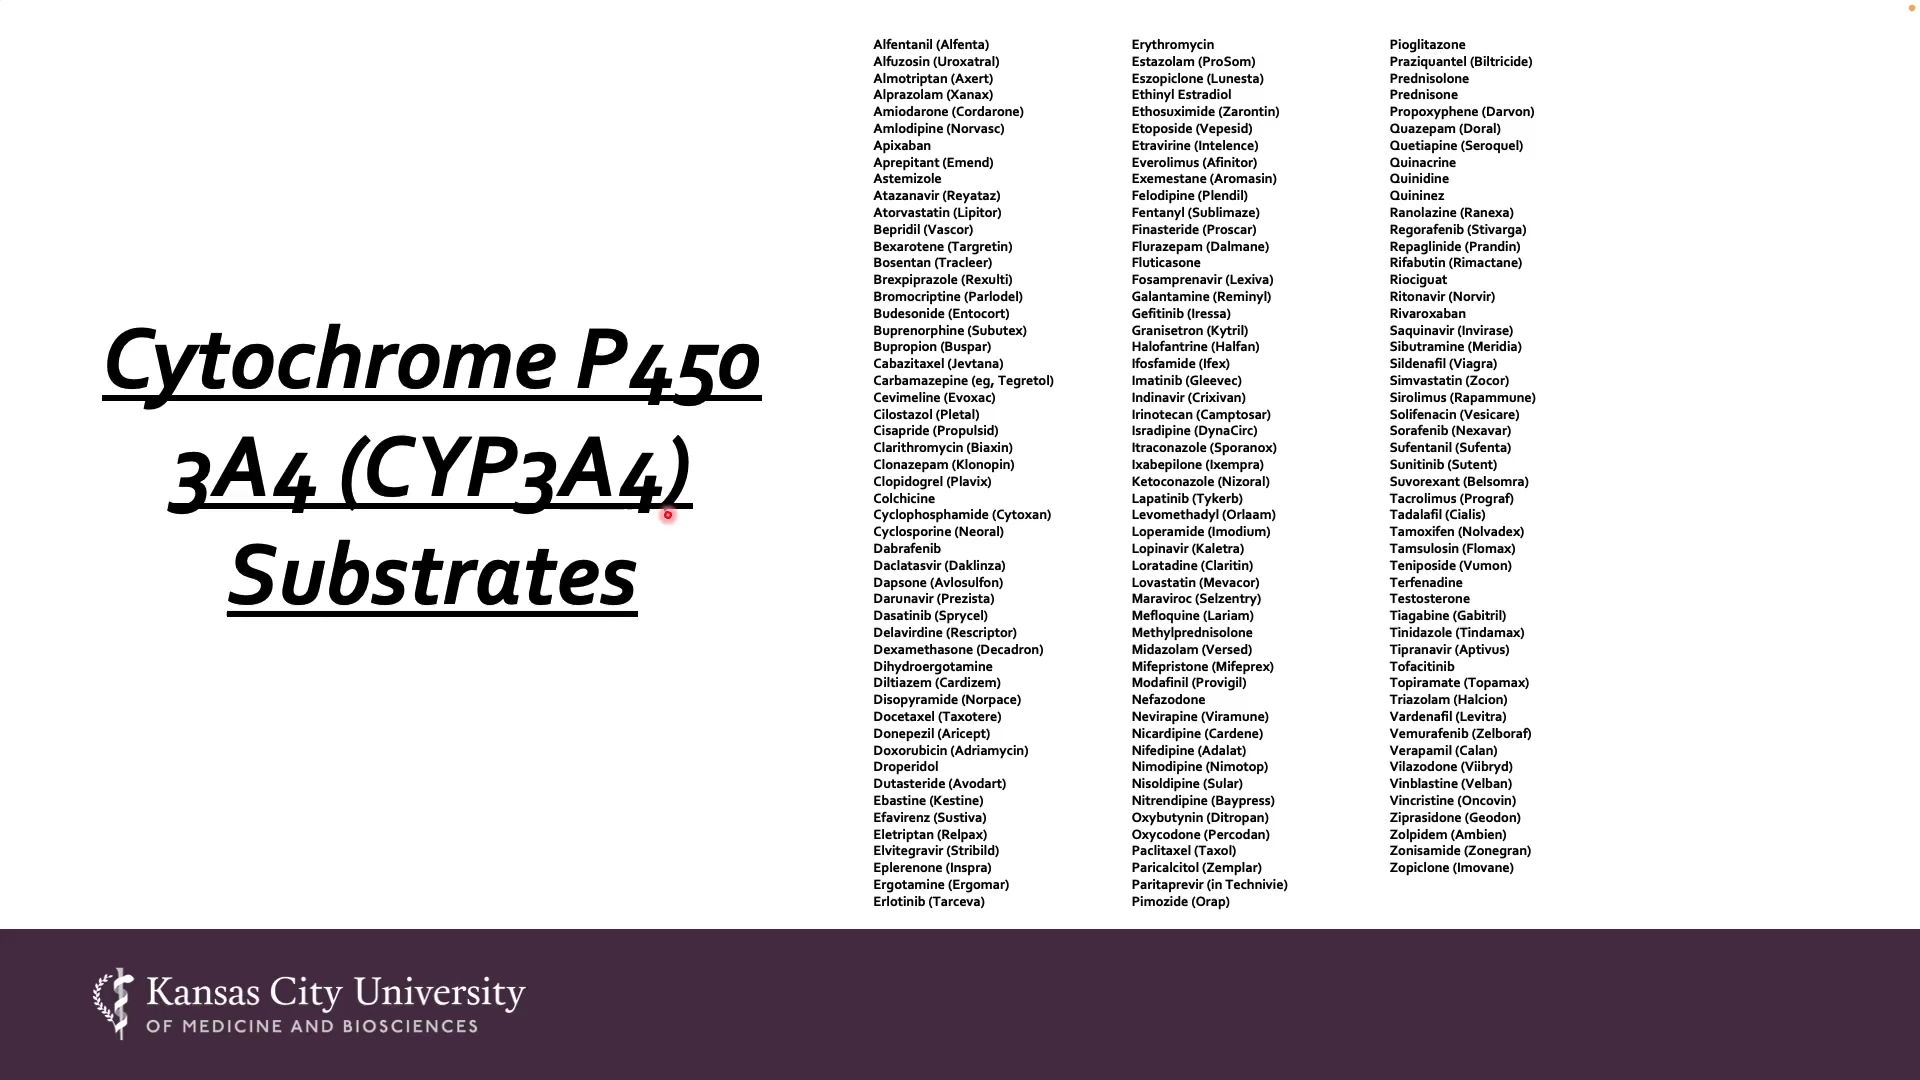 Cytochrome P450
3A4 (CYP3A4)
Substrates
Alfentanil (Alfenta)
Alfuzosin (Uroxatral)
Almotriptan (Axert)
Alprazolam (Xanax)
Amiodarone (Cordarone)
Amlodipine (Norvasc)
Apixaban
Aprepitant (Emend)
Astemizole
Atazanavir (Reyataz)
Atorvastatin (Lipitor)
Bepridil (Vascor)
Bexarotene (Targretin)
Bosentan (Tracleer)
Brexpiprazole (Rexulti)
Bromocriptine (Parlodel)
Budesonide (Entocort)
Buprenorphine (Subutex)
Bupropion (Buspar)
Cabazitaxel (Jevtana)
Carbamazepine (eg, Tegretol)
Cevimeline (Evoxac)
Cilostazol (Pletal)
Cisapride (Propulsid)
Clarithromycin (Biaxin)
Clonazepam (Klonopin)
Clopidogrel (Plavix)
Colchicine
Cyclophosphamide (Cytoxan)
Cyclosporine (Neoral)
Dabrafenib
Daclatasvir (Daklinza)
Dapsone (Avlosulfon)
Darunavir (Prezista)
Dasatinib (Sprycel)
Delavirdine (Rescriptor)
Dexamethasone (Decadron)
Dihydroergotamine
Diltiazem (Cardizem)
Disopyramide (Norpace)
Docetaxel (Taxotere)
Donepezil (Aricept)
Doxorubicin (Adriamycin)
Droperidol
Dutasteride (Avodart)
Ebastine (Kestine)
Efavirenz (Sustiva)
Eletriptan (Relpax)
Elvitegravir (Stribild)
Eplerenone (Inspra)
Ergotamine (Ergomar)
Erlotinib (Tarceva)
Erythromycin
Estazolam (ProSom)
Eszopiclone (Lunesta)
Ethinyl Estradiol
Ethosuximide (Zarontin)
Etoposide (Vepesid)
Etravirine (Intelence)
Everolimus (Afinitor)
Exemestane (Aromasin)
Felodipine (Plendil)
Fentanyl (Sublimaze)
Finasteride (Proscar)
Flurazepam (Dalmane)
Fluticasone
Fosamprenavir (Lexiva)
Galantamine (Reminyl)
Gefitinib (Iressa)
Granisetron (Kytril)
Halofantrine (Halfan)
Ifosfamide (Ifex)
Imatinib (Gleevec)
Indinavir (Crixivan)
Irinotecan (Camptosar)
Isradipine (DynaCirc)
Itraconazole (Sporanox)
Ixabepilone (Ixempra)
Ketoconazole (Nizoral)
Lapatinib (Tykerb)
Levomethadyl (Orlaam)
Loperamide (Imodium)
Lopinavir (Kaletra)
Loratadine (Claritin)
Lovastatin (Mevacor)
Maraviroc (Selzentry)
Mefloquine (Lariam)
Methylprednisolone
Midazolam (Versed)
Mifepristone (Mifeprex)
Modafinil (Provigil)
Nefazodone
Nevirapine (Viramune)
Nicardipine (Cardene)
Nifedipine (Adalat)
Nimodipine (Nimotop)
Nisoldipine (Sular)
Nitrendipine (Baypress)
Oxybutynin (Ditropan)
Oxycodone (Percodan)
Paclitaxel (Taxol)
Paricalcitol (Zemplar)
Paritaprevir (in Technivie)
Pimozide (Orap)
Pioglitazone
Praziquantel (Biltricide)
Prednisolone
Prednisone
Propoxyphene (Darvon)
Quazepam (Doral)
Quetiapine (Seroquel)
Quinacrine
Quinidine
Quininez
Ranolazine (Ranexa)
Regorafenib (Stivarga)
Repaglinide (Prandin)
Rifabutin (Rimactane)
Riociguat
Ritonavir (Norvir)
Rivaroxaban
Saquinavir (Invirase)
Sibutramine (Meridia)
Sildenafil (Viagra)
Simvastatin (Zocor)
Sirolimus (Rapammune)
Solifenacin (Vesicare)
Sorafenib (Nexavar)
Sufentanil (Sufenta)
Sunitinib (Sutent)
Suvorexant (Belsomra)
Tacrolimus (Prograf)
Tadalafil (Cialis)
Tamoxifen (Nolvadex)
Tamsulosin (Flomax)
Teniposide (Vumon)
Terfenadine
Testosterone
Tiagabine (Gabitril)
Tinidazole (Tindamax)
Tipranavir (Aptivus)
Tofacitinib
Topiramate (Topamax)
Triazolam (Halcion)
Vardenafil (Levitra)
Vemurafenib (Zelboraf)
Verapamil (Calan)
Vilazodone (Viibryd)
Vinblastine (Velban)
Vincristine (Oncovin)
Ziprasidone (Geodon)
Zolpidem (Ambien)
Zonisamide (Zonegran)
Zopiclone (Imovane)
Kansas City University
OF MEDICINE AND BIOSCIENCES